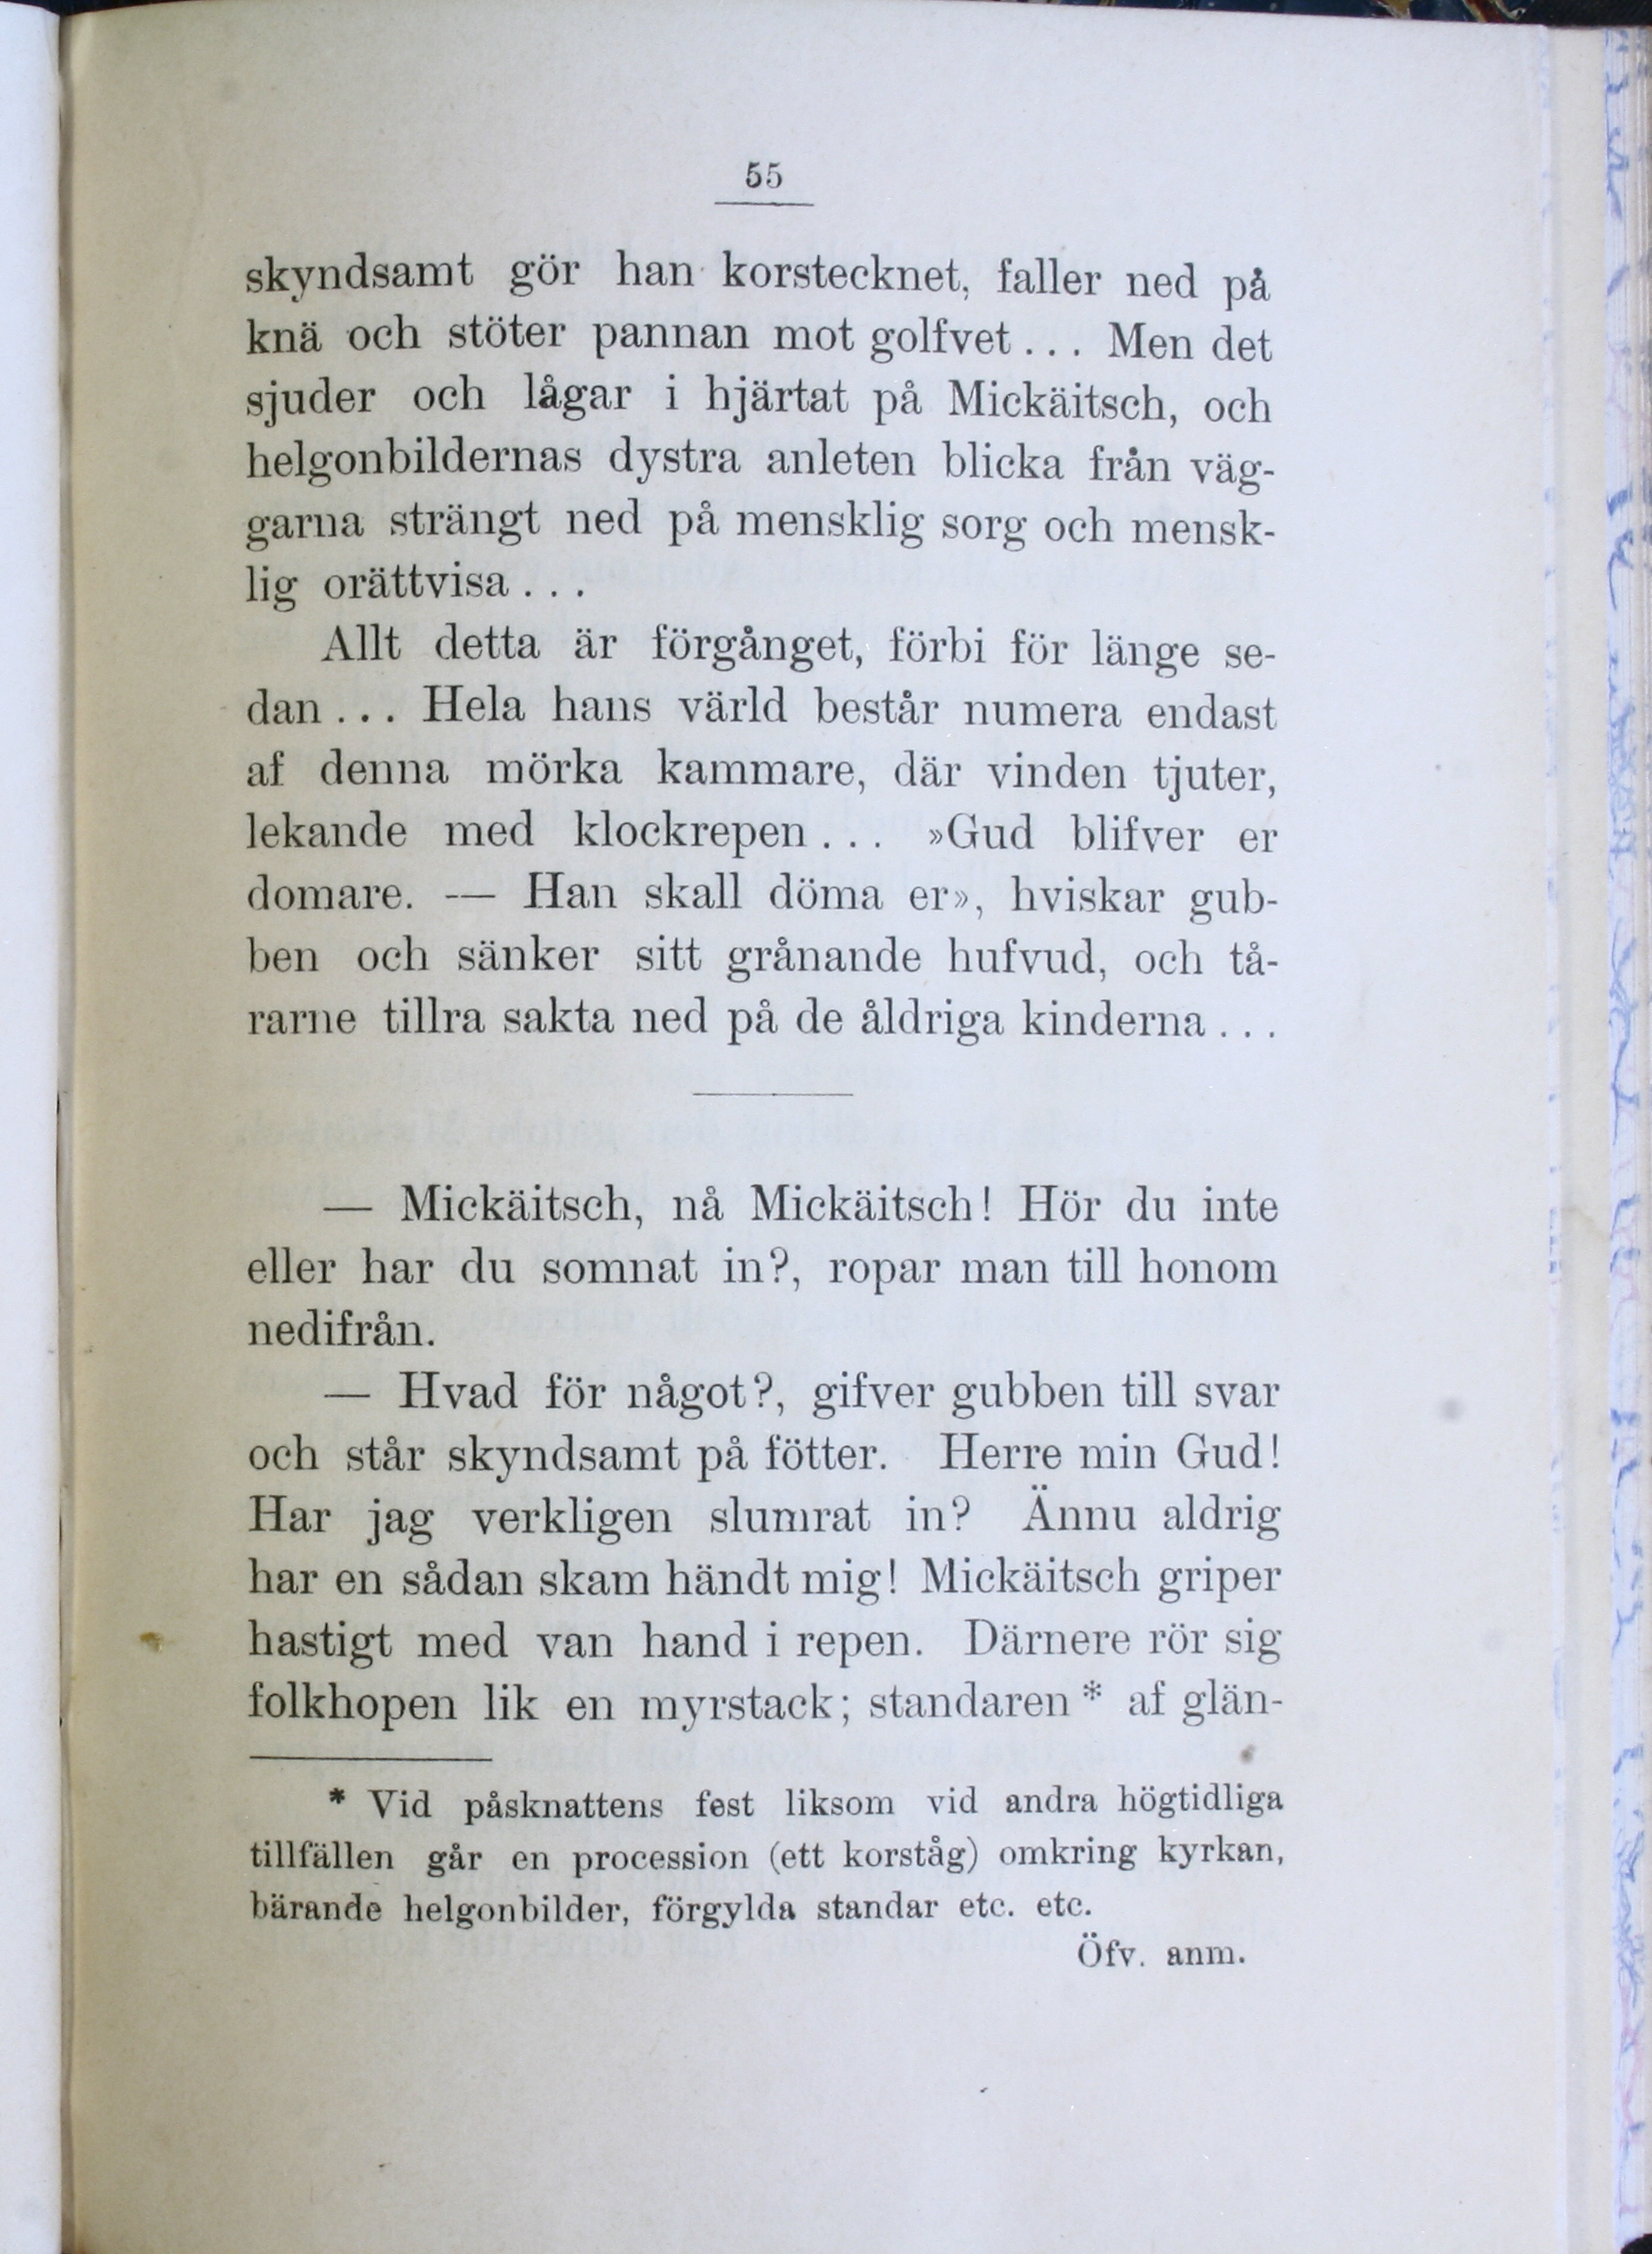 55
skyndsamt gör han korstecknet, faller ned på
knä och stöter pannan mot golfvet... Men det
sjuder och lågar i hjärtat på Mickäitsch, och
helgonbildernas dystra anleten blicka från väg-
garna strängt ned på mensklig sorg och mensk-
lig orättvisa...
Allt detta är förgånget, förbi för länge se-
dan... Hela hans värld består numera endast
af denna mörka kammare, där vinden tjuter,
lekande med klockrepen... »Gud blifver er
domare. — Han skall döma er», hviskar gub-
ben och sänker sitt grånande hufvud, och tå-
rarne tillra sakta ned på de åldriga kinderna...
— Mickäitsch, nå Mickäitsch! Hör du inte
eller har du somnat in?, ropar man till honom
nedifrån.
— Hvad för något?, gifver gubben till svar
och står skyndsamt på fötter. Herre min Gud!
Har jag verkligen slumrat in? Ännu aldrig
har en sådan skam händt mig! Mickäitsch griper
hastigt med van hand i repen. Därnere rör sig
folkhopen lik en myrstack; standaren * af glän-
* Vid påsknattens fest liksom vid andra högtidliga
tillfällen går en procession (ett korståg) omkring kyrkan,
bärande helgonbilder, förgylda standar etc. etc.
Öfv. anm.